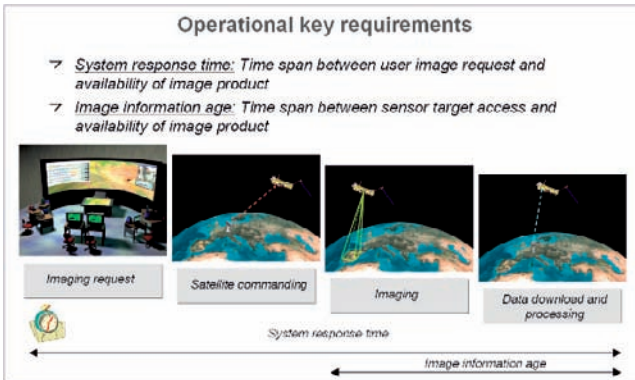 Operational key requirements
System response time: Time span between user image request and
availability of image product
Image information age: Time span between sensor target access and
availability of image product
Imaging request
Satellite commanding
Imaging
Data download and
processing
System response time
Image information age